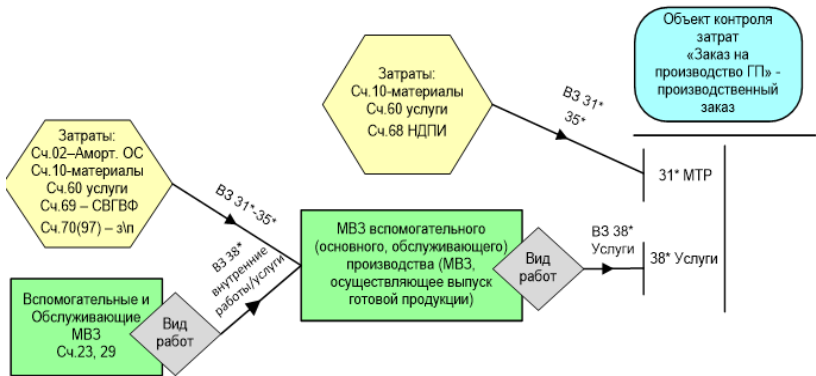 Объект контроля
затрат
«Заказ на
производство ГП» -
производственный
заказ
Затраты:
Сч.10-материалы
Сч.60 услуги
Сч.68 НДПИ
ВЗ 31*
35*
31* МТР
Затраты:
Сч.02–Аморт. ОС
Сч.10-материалы
Сч.60 услуги
Сч.69 – СВГВФ
Сч.70(97) – з\п
ВЗ 31*-35*
ВЗ 38*
внутренние
работы/услуги
МВЗ вспомогательного
(основного, обслуживающего)
производства (МВЗ,
осуществляющее выпуск
готовой продукции)
Вид
работ
ВЗ 38*
Услуги
38* Услуги
Вспомогательные и
Обслуживающие
МВЗ
Сч.23, 29
Вид
работ